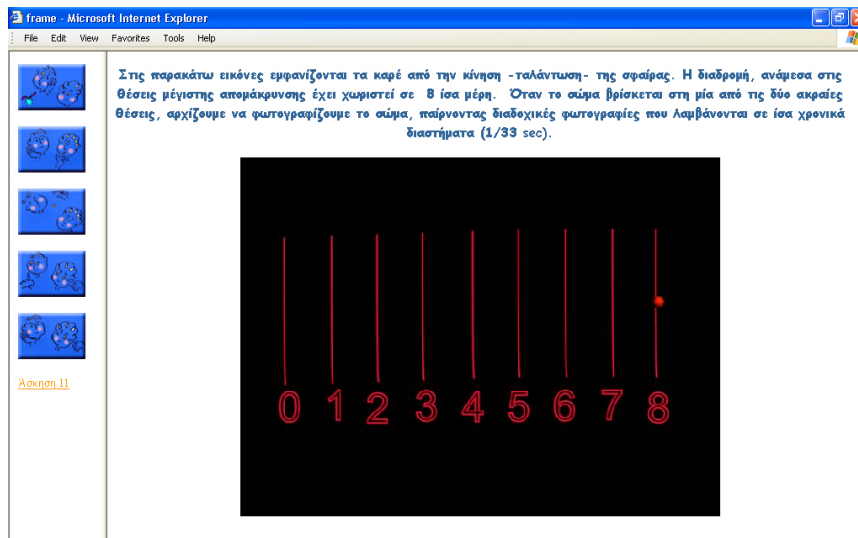 frame - Microsoft Internet Explorer
File Edit View Favorites Tools Help
Στις παρακάτω εικόνες εμφανίζονται τα καρέ από την κίνηση -ταλάντωση- της σφαίρας. Η διαδρομή, ανάμεσα στις
θέσεις μέγιστης απομάκρυνσης έχει χωριστεί σε 8 ίσα μέρη. Όταν το σώμα βρίσκεται στη μία από τις δύο ακραίες
θέσεις, αρχίζουμε να φωτογραφίζουμε το σώμα, παίρνοντας διαδοχικές φωτογραφίες που λαμβάνονται σε ίσα χρονικά
διαστήματα (1/33 sec).
0 1 2 3 4 5 6 7 8
Άσκηση 11